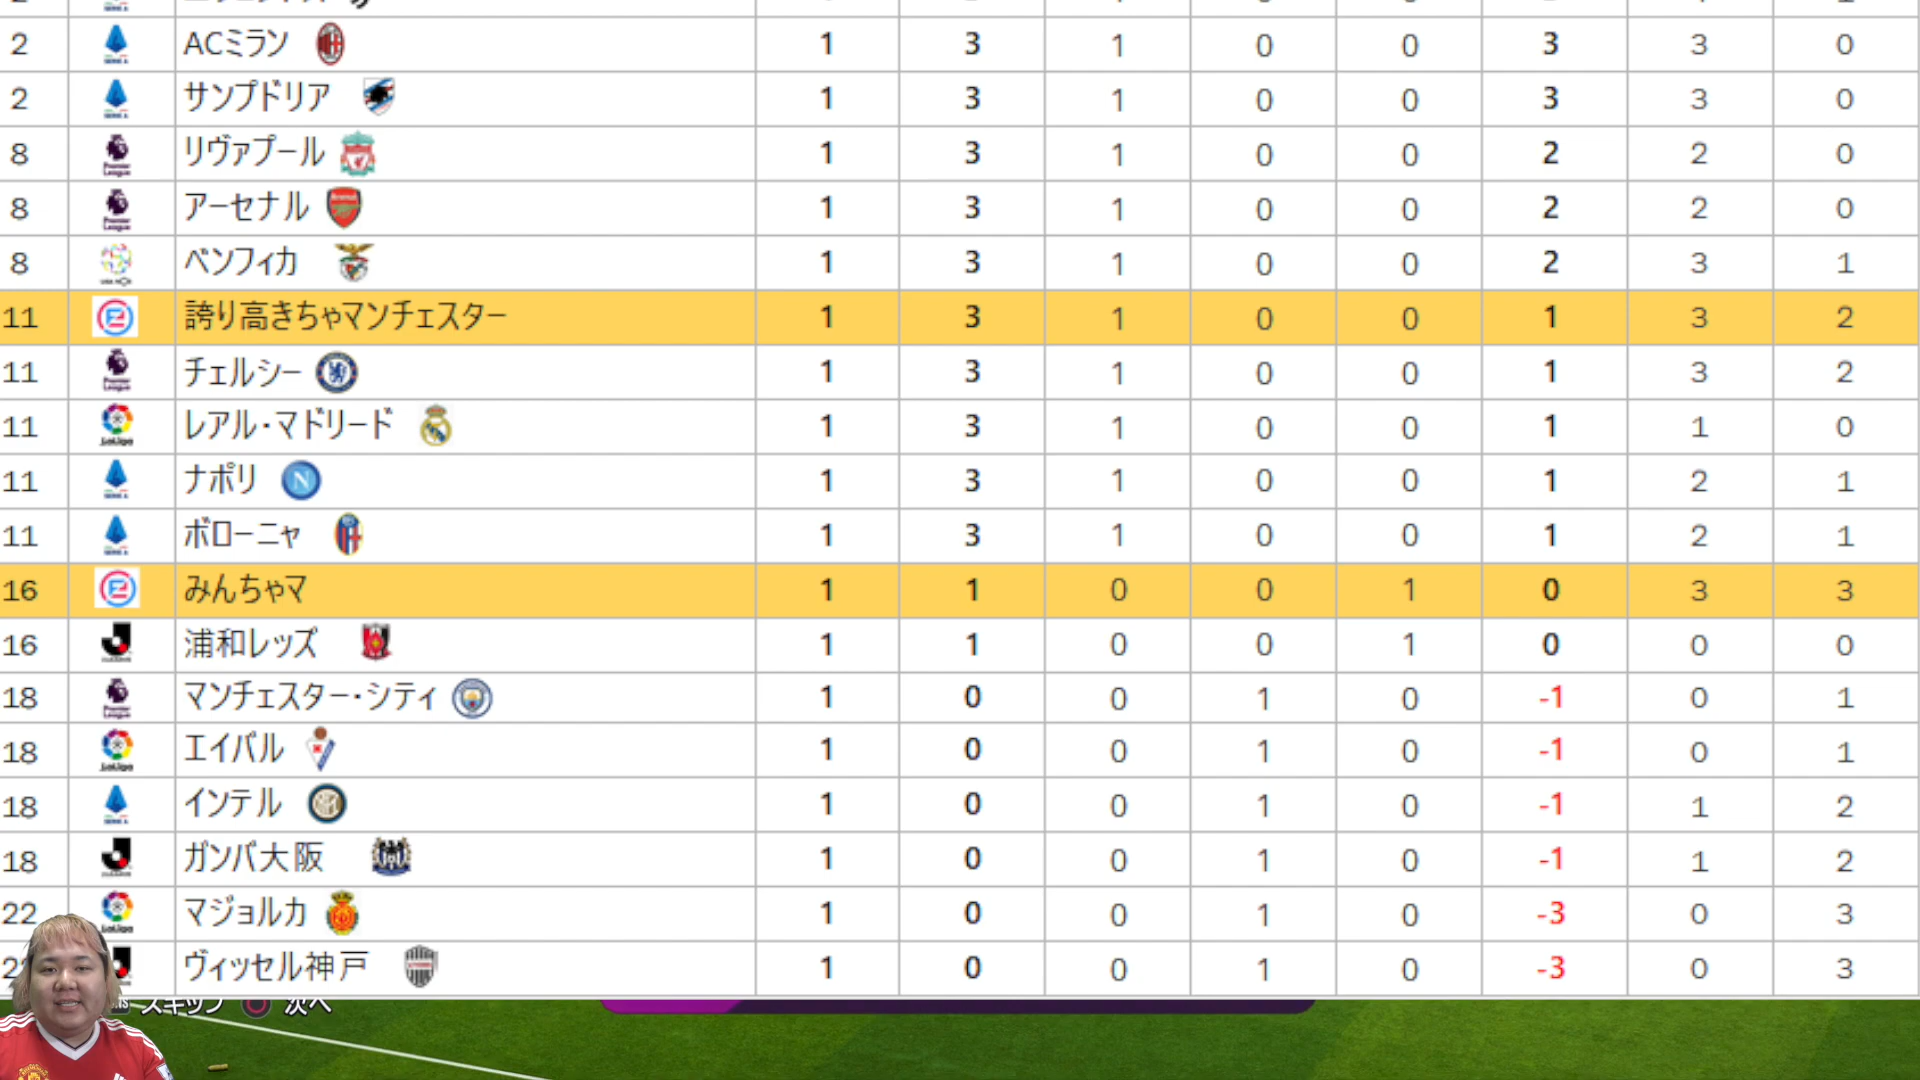 2 ACミラン 1 3 1 0 0 3 3 0
2 サンプドリア 1 3 1 0 0 3 3 0
8 リヴァプール 1 3 1 0 0 2 2 0
8 アーセナル 1 3 1 0 0 2 2 0
8 ベンフィカ 1 3 1 0 0 2 3 1
11 誇り高きちゃマンチェスター 1 3 1 0 0 1 3 2
11 チェルシー 1 3 1 0 0 1 3 2
11 レアル・マドリード 1 3 1 0 0 1 1 0
11 ナポリ 1 3 1 0 0 1 2 1
11 ボローニャ 1 3 1 0 0 1 2 1
16 みんちゃマ 1 1 0 0 1 0 3 3
16 浦和レッズ 1 1 0 0 1 0 0 0
18 マンチェスター・シティ 1 0 0 1 0 -1 0 1
18 エイバル 1 0 0 1 0 -1 0 1
18 インテル 1 0 0 1 0 -1 1 2
18 ガンバ大阪 1 0 0 1 0 -1 1 2
22 マジョルカ 1 0 0 1 0 -3 0 3
ヴィッセル神戸 1 0 0 1 0 -3 0 3
スキップ 次へ